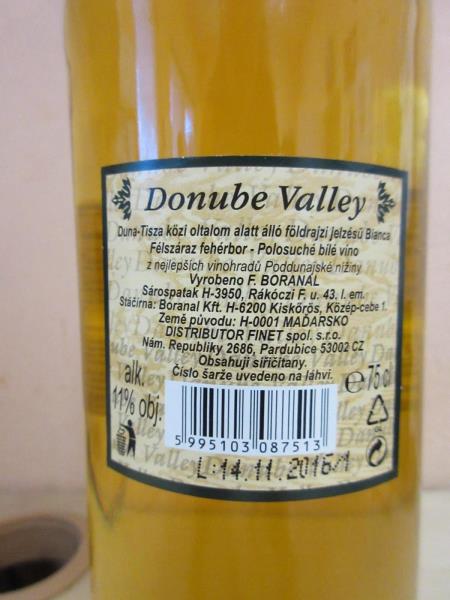 Donube Valley
Duna-Tisza közi oltalom alatt álló földrajzi jelzésű Bianca
Félszáraz fehérbor - Polosuché bílé víno
z nejlepších vinohradů Poddunajské nížiny
Vyrobeno F. BORANAL
Sárospatak H-3950, Rákóczi F. u. 43. I. em.
Stáčírna: Boranal Kft. H-6200 Kiskőrös, Közép-cebe 1.
Země původu: H-0001 MAĎARSKO
DISTRIBUTOR FINET spol. s.r.o.
Nám. Republiky 2686, Pardubice 53002 CZ
Obsahují siřičitany.
Číslo šarže uvedeno na láhvi.
alk.
11% obj.
℮ 75 cl
5 995103 087513
L:14.11.2016/1